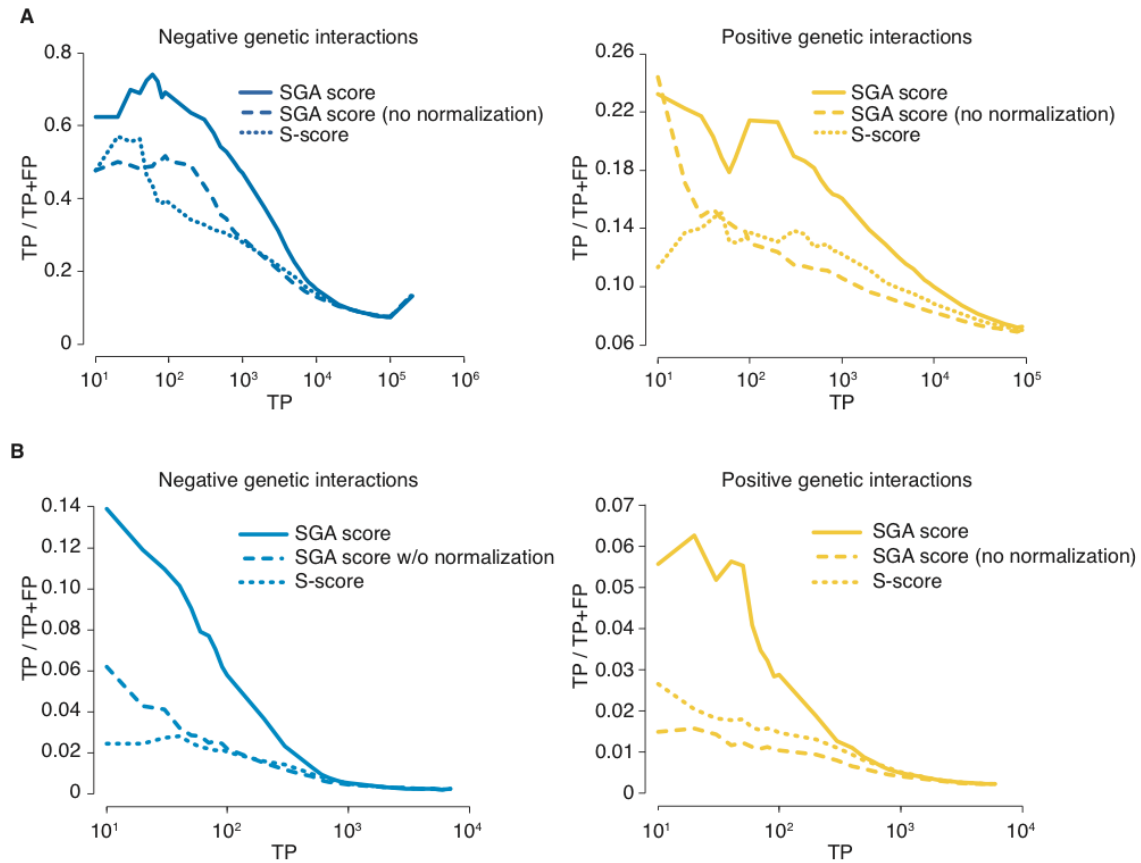 A
Negative genetic interactions
0.8
0.6
0.4
0.2
0
TP / TP+FP
SGA score
SGA score (no normalization)
S-score
10¹ 10² 10³ 10⁴ 10⁵ 10⁶
TP
Positive genetic interactions
0.26
0.22
0.18
0.14
0.10
0.06
TP / TP+FP
SGA score
SGA score (no normalization)
S-score
10¹ 10² 10³ 10⁴ 10⁵
TP
B
Negative genetic interactions
0.14
0.12
0.10
0.08
0.06
0.04
0.02
0
TP / TP+FP
SGA score
SGA score w/o normalization
S-score
10¹ 10² 10³ 10⁴
TP
Positive genetic interactions
0.07
0.06
0.05
0.04
0.03
0.02
0.01
0
TP / TP+FP
SGA score
SGA score (no normalization)
S-score
10¹ 10² 10³ 10⁴
TP